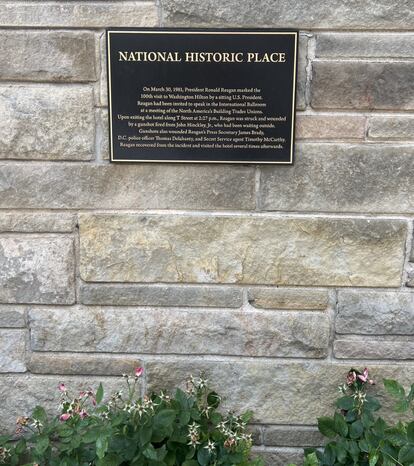 NATIONAL HISTORIC PLACE
On March 30, 1981, President Ronald Reagan marked the
100th visit to Washington Hilton by a sitting U.S. President.
Reagan had been invited to speak in the International Ballroom
at a meeting of the North America's Building Trades Unions.
Upon exiting the hotel along T Street at 2:27 p.m., Reagan was struck and wounded
by a gunshot fired from John Hinckley, Jr., who had been waiting outside.
Gunshots also wounded Reagan's Press Secretary James Brady,
D.C. police officer Thomas Delahanty, and Secret Service agent Timothy McCarthy.
Reagan recovered from the incident and visited the hotel several times afterwards.